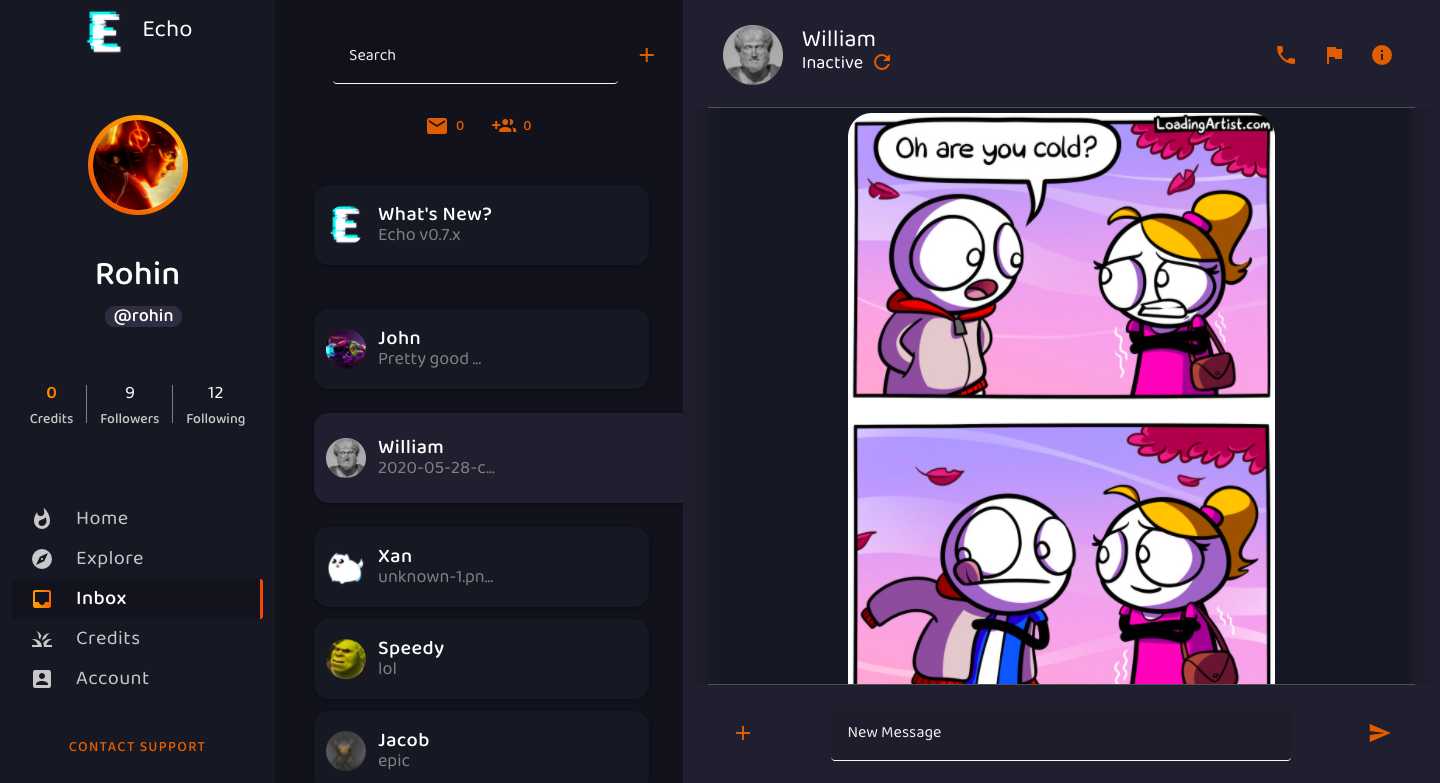 Echo
Rohin
@rohin
0
Credits
9
Followers
12
Following
Home
Explore
Inbox
Credits
Account
CONTACT SUPPORT
Search
0
0
What's New?
Echo v0.7.x
John
Pretty good ...
William
2020-05-28-c...
Xan
unknown-1.pn...
Speedy
lol
Jacob
epic
William
Inactive
LoadingArtist.com
Oh are you cold?
New Message